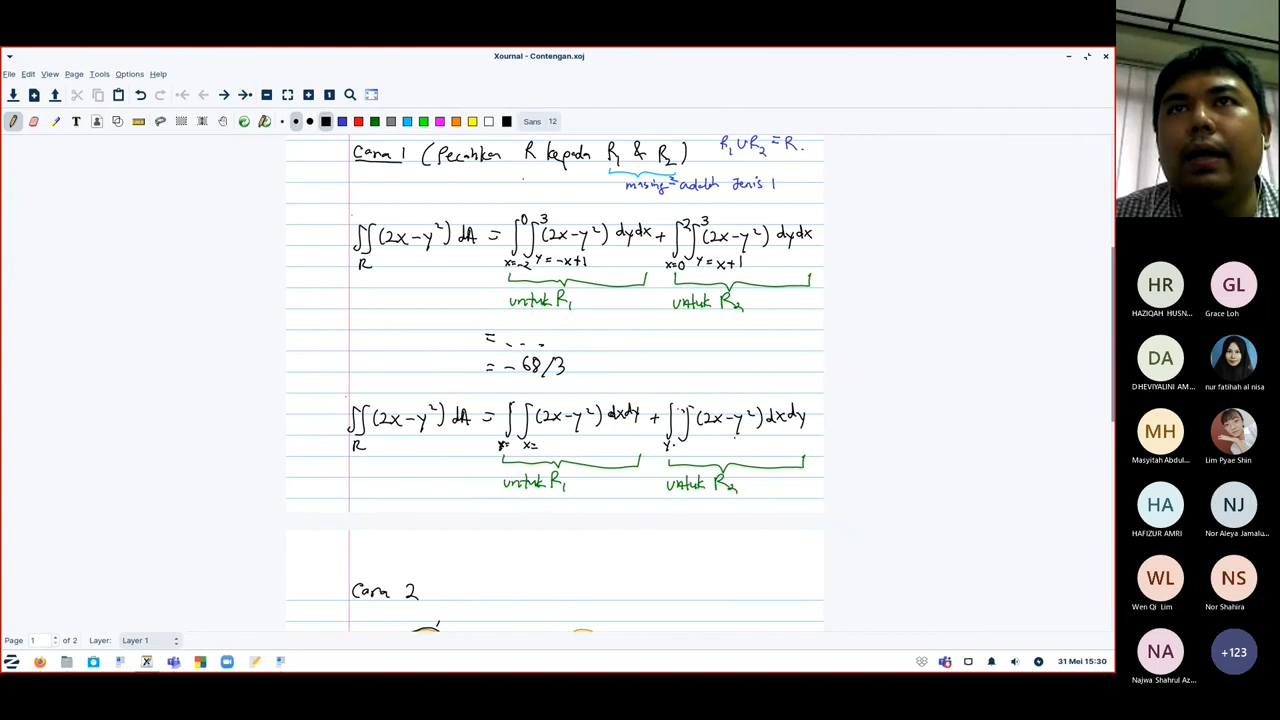 Xournal - Contengan.xoj
File Edit View Page Tools Options Help
Sans 12
Cara 1 (Pecahkan R kepada R₁ & R₂) R₁∪R₂ = R.
masing² adalah Jenis 1
∬_R (2x-y²) dA = ∫_{x=-2}^{0} ∫_{y=-x+1}^{3} (2x-y²) dydx + ∫_{x=0}^{2} ∫_{y=x+1}^{3} (2x-y²) dydx
untuk R₁ untuk R₂
= ...
= -68/3
∬_R (2x-y²) dA = ∫_{y=} ∫_{x=} (2x-y²) dxdy + ∫_{y} ∫ (2x-y²) dxdy
untuk R₁ untuk R₂
Cara 2
Page 1 of 2 Layer: Layer 1
31 Mei 15:30
HR GL
HAZIQAH HUSN... Grace Loh
DA
DHEVIYALINI AM... nur fatihah al nisa
MH
Masyitah Abdul... Lim Pyae Shin
HA NJ
HAFIZUR AMRI Nor Aleya Jamalu...
WL NS
Wen Qi Lim Nor Shahira
NA +123
Najwa Shahrul Az...